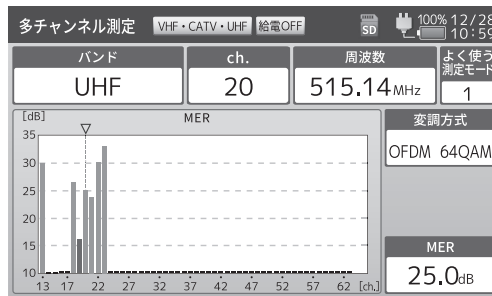 多チャンネル測定 VHF・CATV・UHF 給電OFF SD 100% 12/28
10:59
バンド ch. 周波数 よく使う
測定モード
UHF 20 515.14MHz 1
[dB] MER 変調方式
OFDM 64QAM
35
30
25
20
15
10
13 17 22 27 32 37 42 47 52 57 62 [ch.]
MER
25.0dB